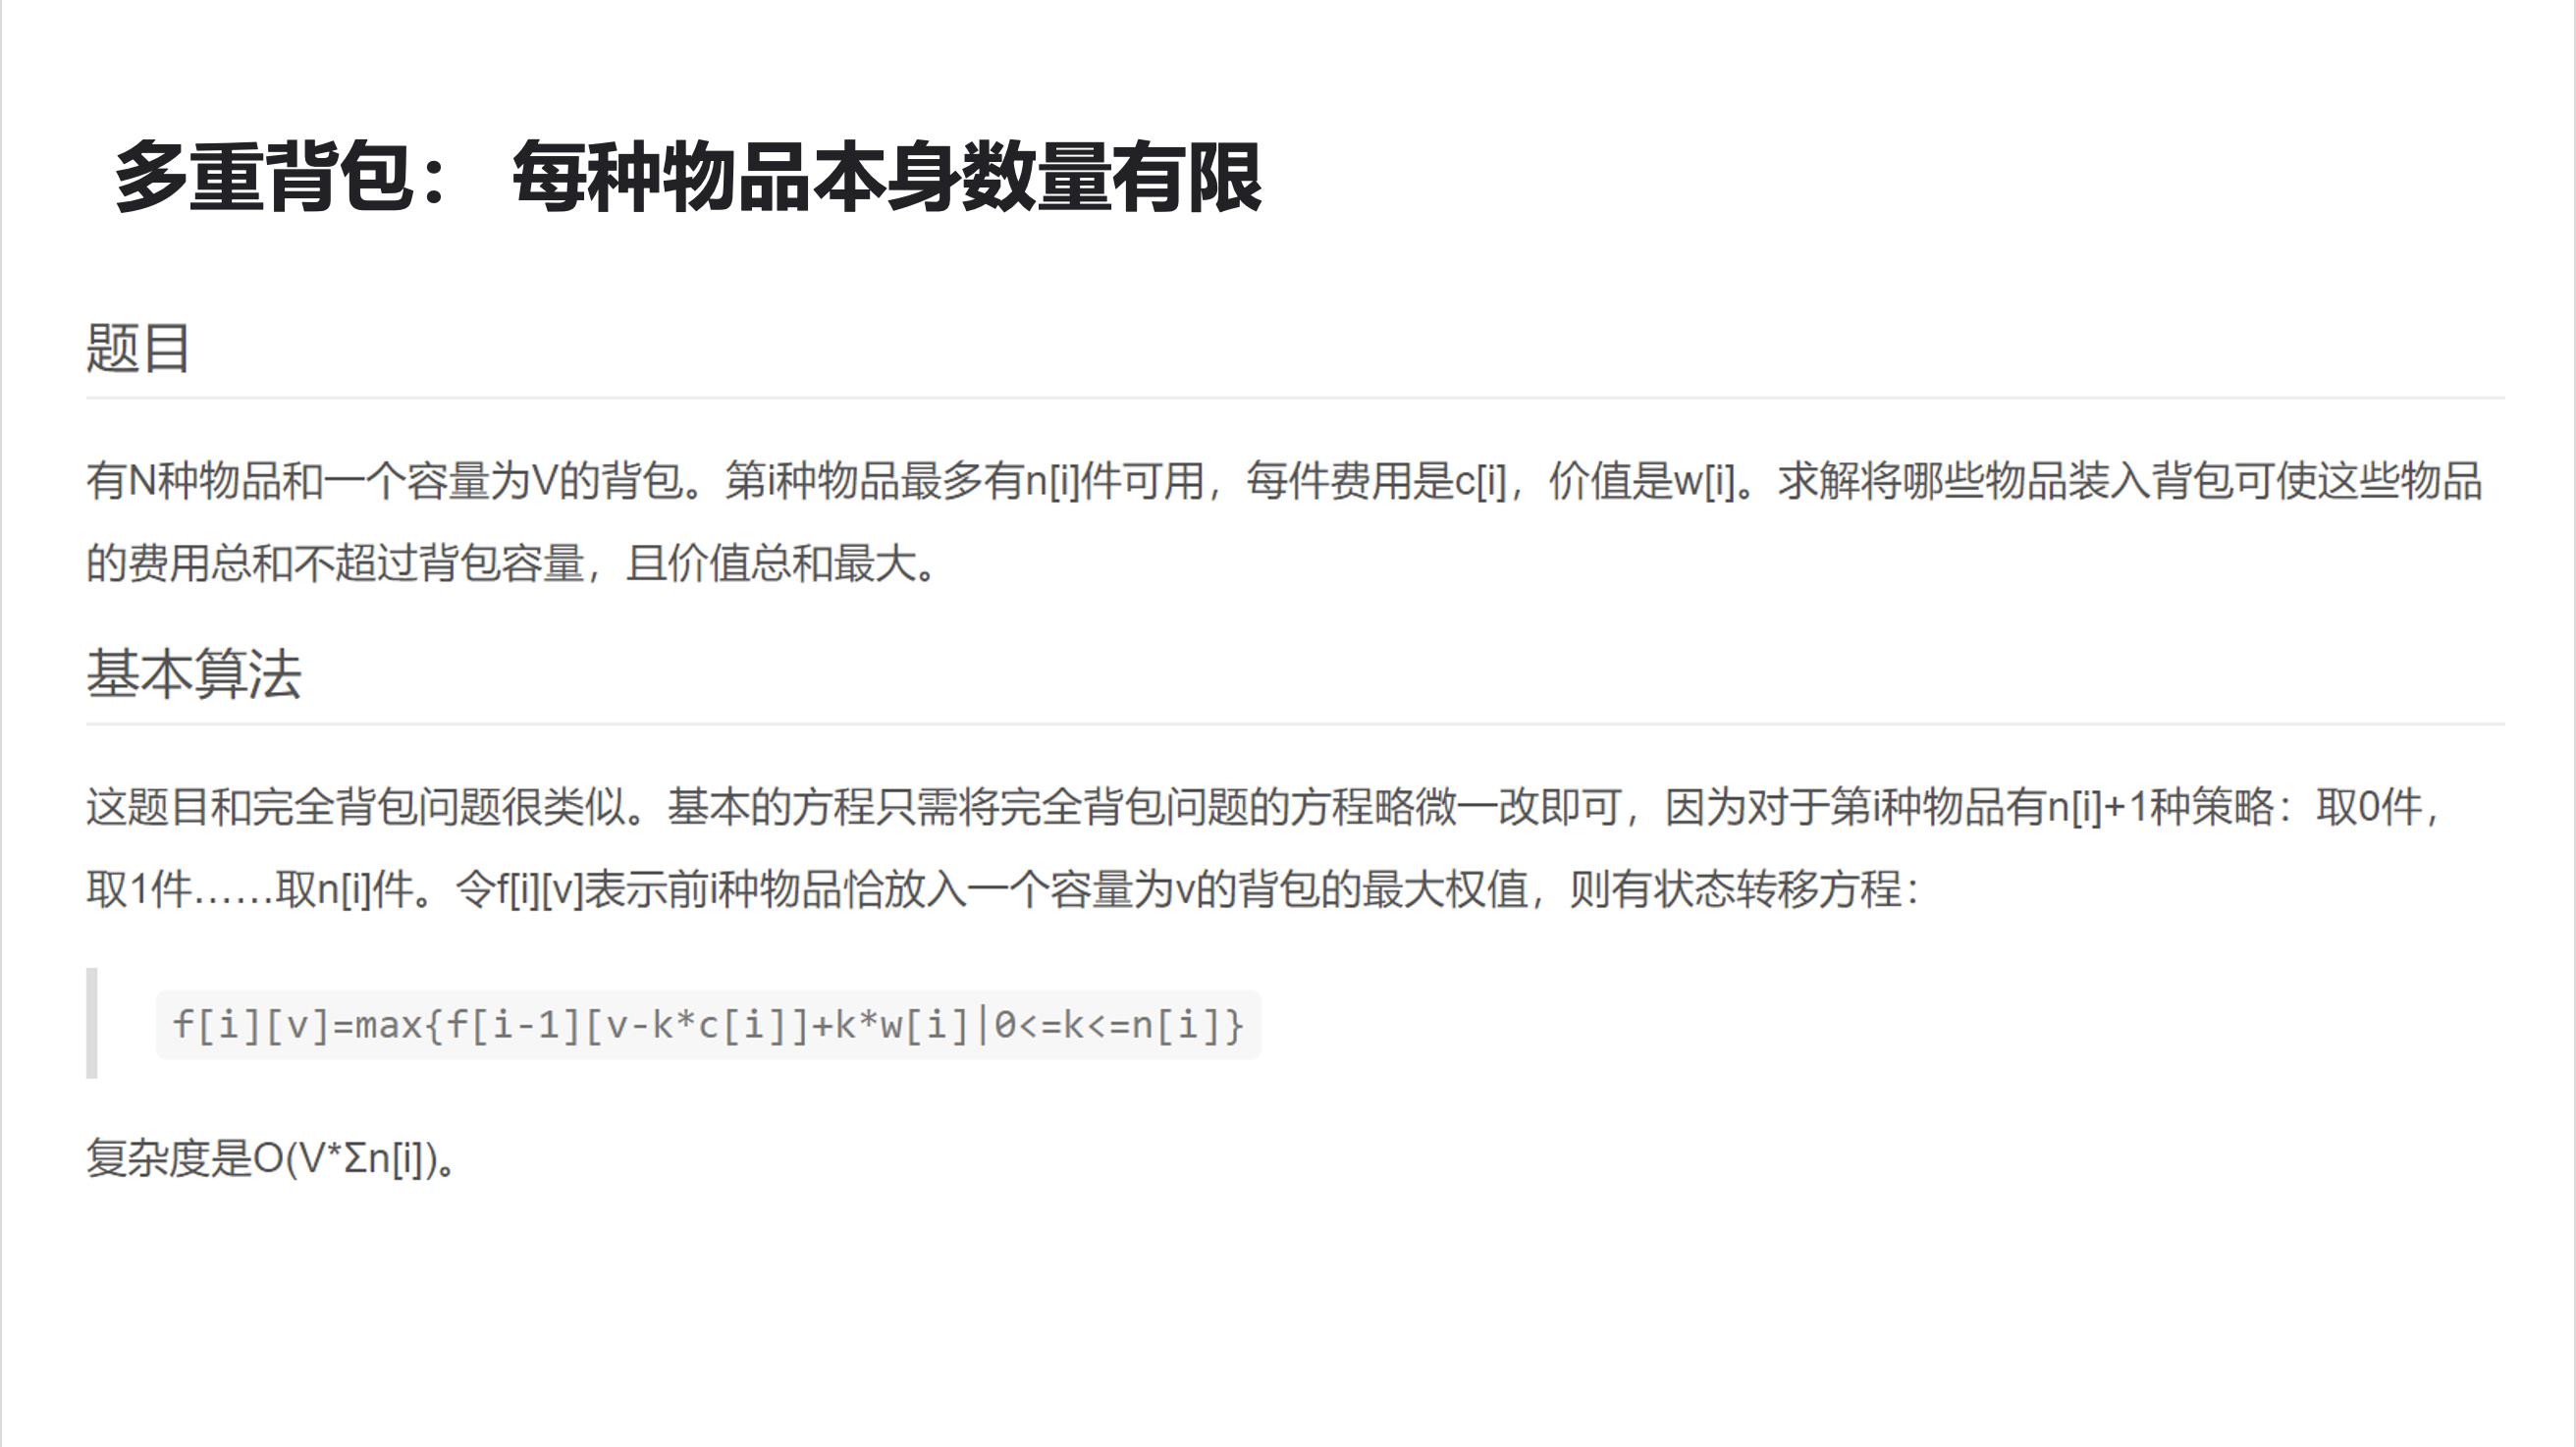 多重背包： 每种物品本身数量有限
题目
有N种物品和一个容量为V的背包。第i种物品最多有n[i]件可用，每件费用是c[i]，价值是w[i]。求解将哪些物品装入背包可使这些物品
的费用总和不超过背包容量，且价值总和最大。
基本算法
这题目和完全背包问题很类似。基本的方程只需将完全背包问题的方程略微一改即可，因为对于第i种物品有n[i]+1种策略：取0件，
取1件……取n[i]件。令f[i][v]表示前i种物品恰放入一个容量为v的背包的最大权值，则有状态转移方程：
f[i][v]=max{f[i-1][v-k*c[i]]+k*w[i]|0<=k<=n[i]}
复杂度是O(V*Σn[i])。